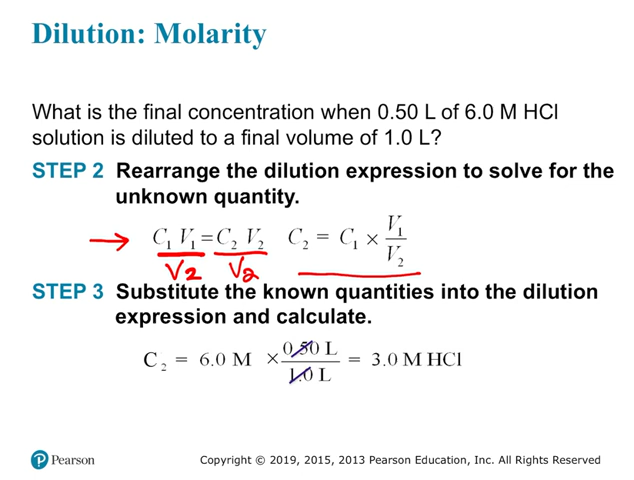 Dilution: Molarity
What is the final concentration when 0.50 L of 6.0 M HCl
solution is diluted to a final volume of 1.0 L?
STEP 2 Rearrange the dilution expression to solve for the
unknown quantity.
→ C₁ V₁ = C₂ V₂ C₂ = C₁ × V₁/V₂
V₂ V₂
STEP 3 Substitute the known quantities into the dilution
expression and calculate.
C₂ = 6.0 M × 0.50 L/1.0 L = 3.0 M HCl
Pearson
Copyright © 2019, 2015, 2013 Pearson Education, Inc. All Rights Reserved